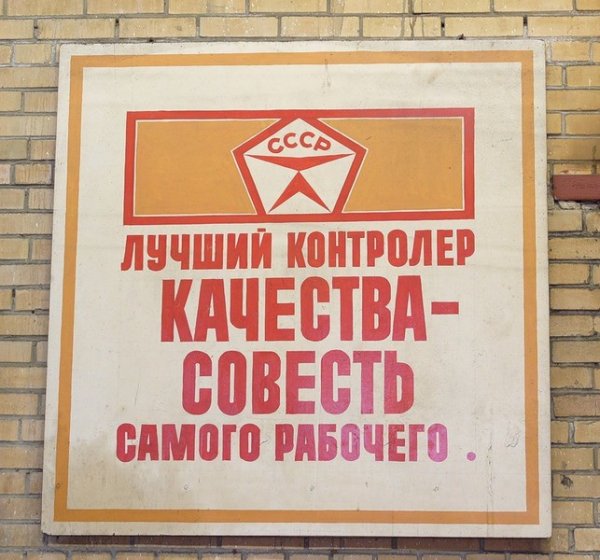 СССР
ЛУЧШИЙ КОНТРОЛЕР
КАЧЕСТВА-
СОВЕСТЬ
САМОГО РАБОЧЕГО .